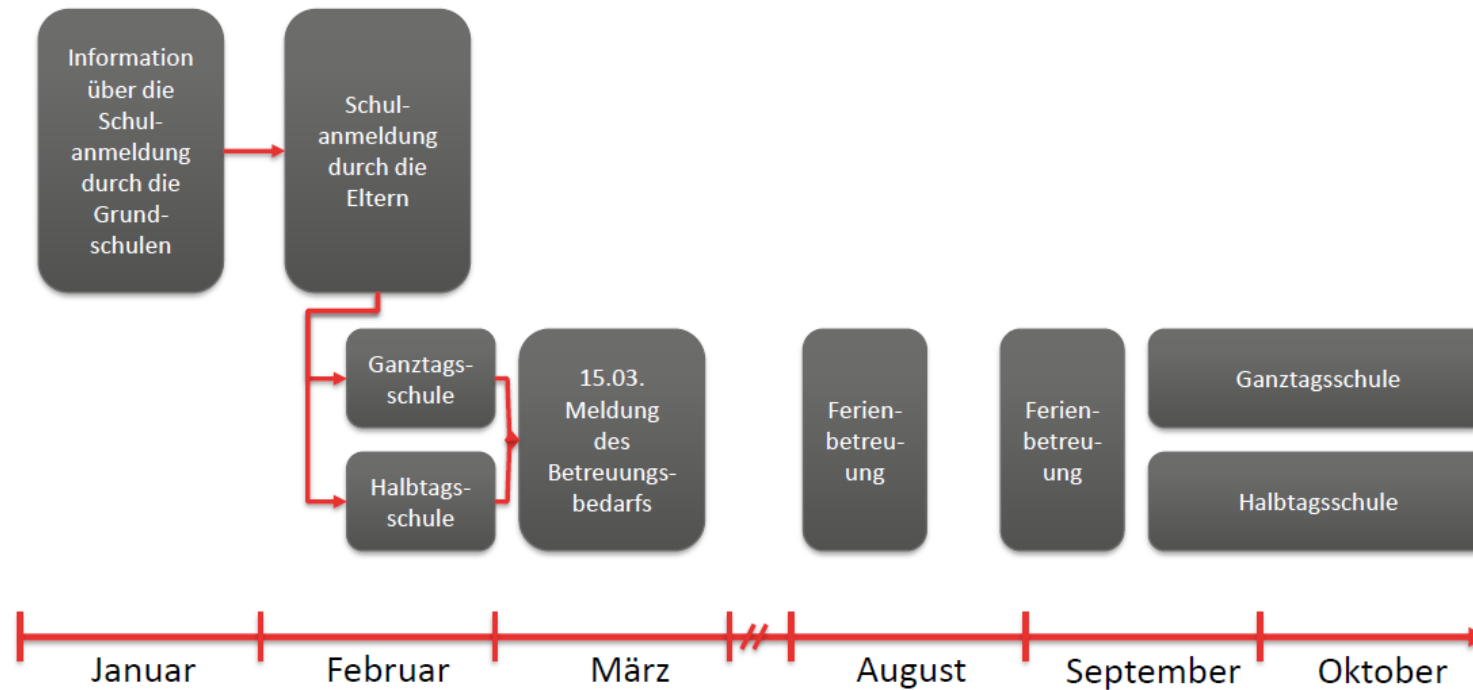 Information
über die
Schul-
anmeldung
durch die
Grund-
schulen
Schul-
anmeldung
durch die
Eltern
Ganztags-
schule
Halbtags-
schule
15.03.
Meldung
des
Betreuungs-
bedarfs
Ferien-
betreu-
ung
Ferien-
betreu-
ung
Ganztagsschule
Halbtagsschule
Januar
Februar
März
August
September
Oktober